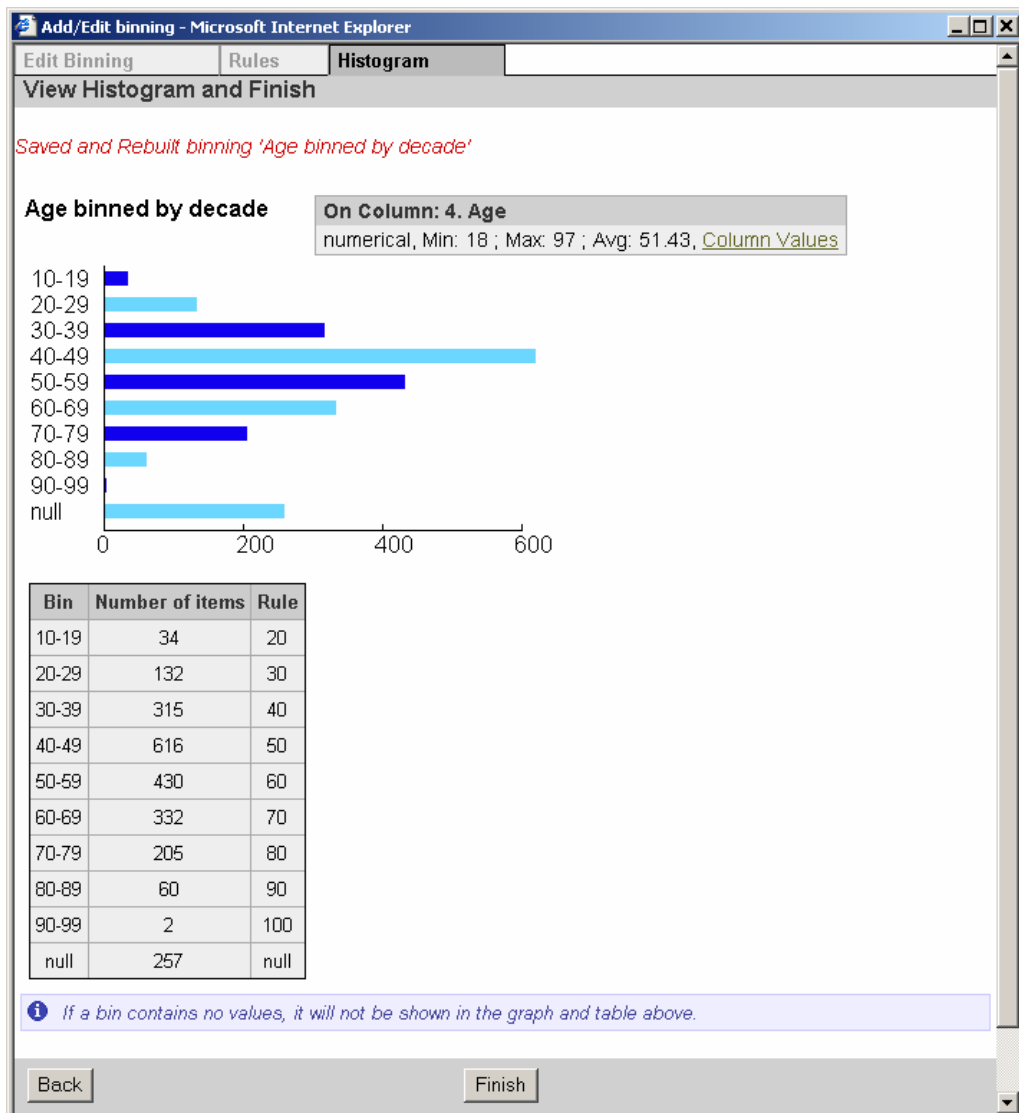 Add/Edit binning - Microsoft Internet Explorer
Edit Binning Rules Histogram
View Histogram and Finish
Saved and Rebuilt binning 'Age binned by decade'
Age binned by decade
On Column: 4. Age
numerical, Min: 18 ; Max: 97 ; Avg: 51.43, Column Values
10-19
20-29
30-39
40-49
50-59
60-69
70-79
80-89
90-99
null
0 200 400 600
Bin Number of items Rule
10-19 34 20
20-29 132 30
30-39 315 40
40-49 616 50
50-59 430 60
60-69 332 70
70-79 205 80
80-89 60 90
90-99 2 100
null 257 null
If a bin contains no values, it will not be shown in the graph and table above.
Back Finish